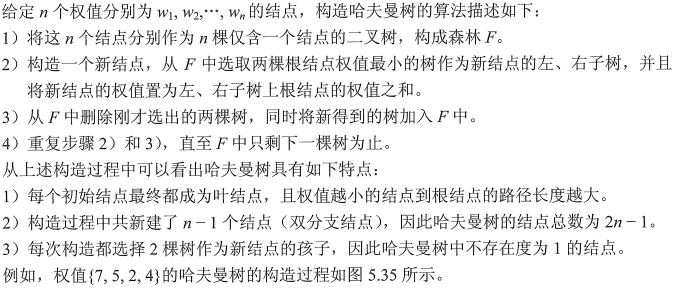 给定 n 个权值分别为 w₁, w₂,⋯, wₙ 的结点，构造哈夫曼树的算法描述如下：
1）将这 n 个结点分别作为 n 棵仅含一个结点的二叉树，构成森林 F。
2）构造一个新结点，从 F 中选取两棵根结点权值最小的树作为新结点的左、右子树，并且
将新结点的权值置为左、右子树上根结点的权值之和。
3）从 F 中删除刚才选出的两棵树，同时将新得到的树加入 F 中。
4）重复步骤 2）和 3），直至 F 中只剩下一棵树为止。
从上述构造过程中可以看出哈夫曼树具有如下特点：
1）每个初始结点最终都成为叶结点，且权值越小的结点到根结点的路径长度越大。
2）构造过程中共新建了 n − 1 个结点（双分支结点），因此哈夫曼树的结点总数为 2n − 1。
3）每次构造都选择 2 棵树作为新结点的孩子，因此哈夫曼树中不存在度为 1 的结点。
例如，权值{7, 5, 2, 4}的哈夫曼树的构造过程如图 5.35 所示。